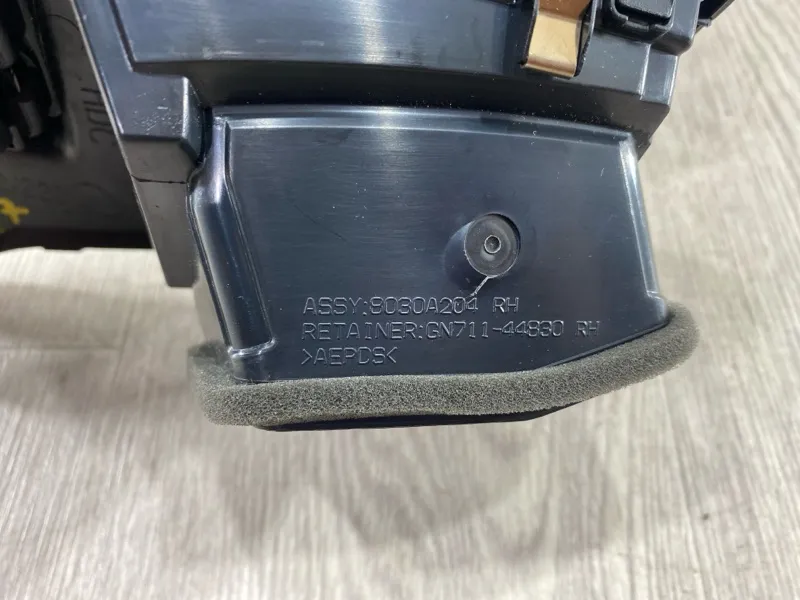 ASSY:8030A204 RH
RETAINER:GN711-44830 RH
>AEPDS<